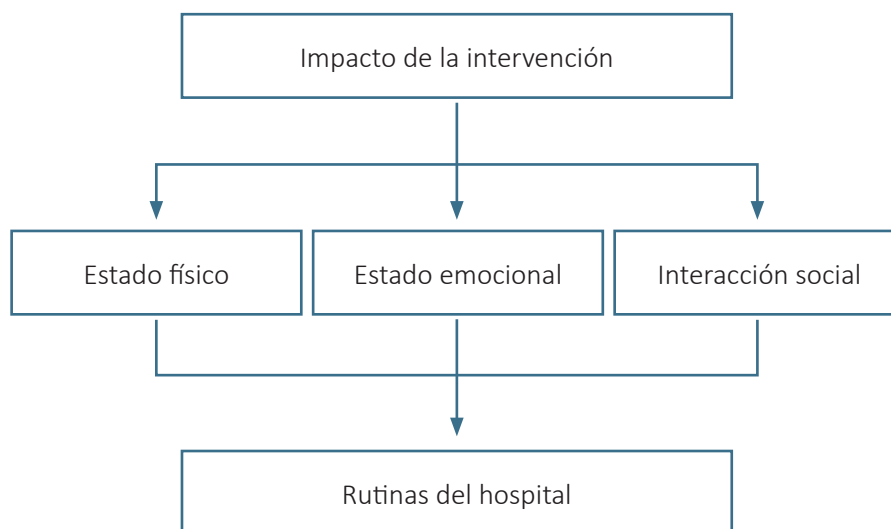 Impacto de la intervención
Estado físico
Estado emocional
Interacción social
Rutinas del hospital